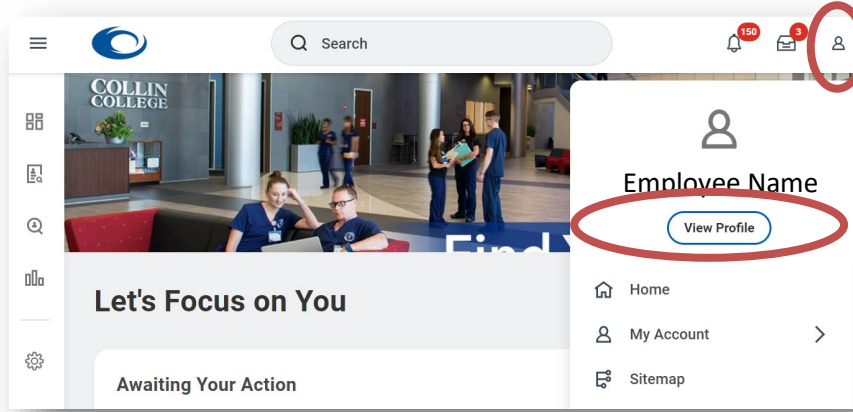 Search
150
3
COLLIN
COLLEGE
Employee Name
View Profile
Find
Home
Let's Focus on You
My Account
Sitemap
Awaiting Your Action